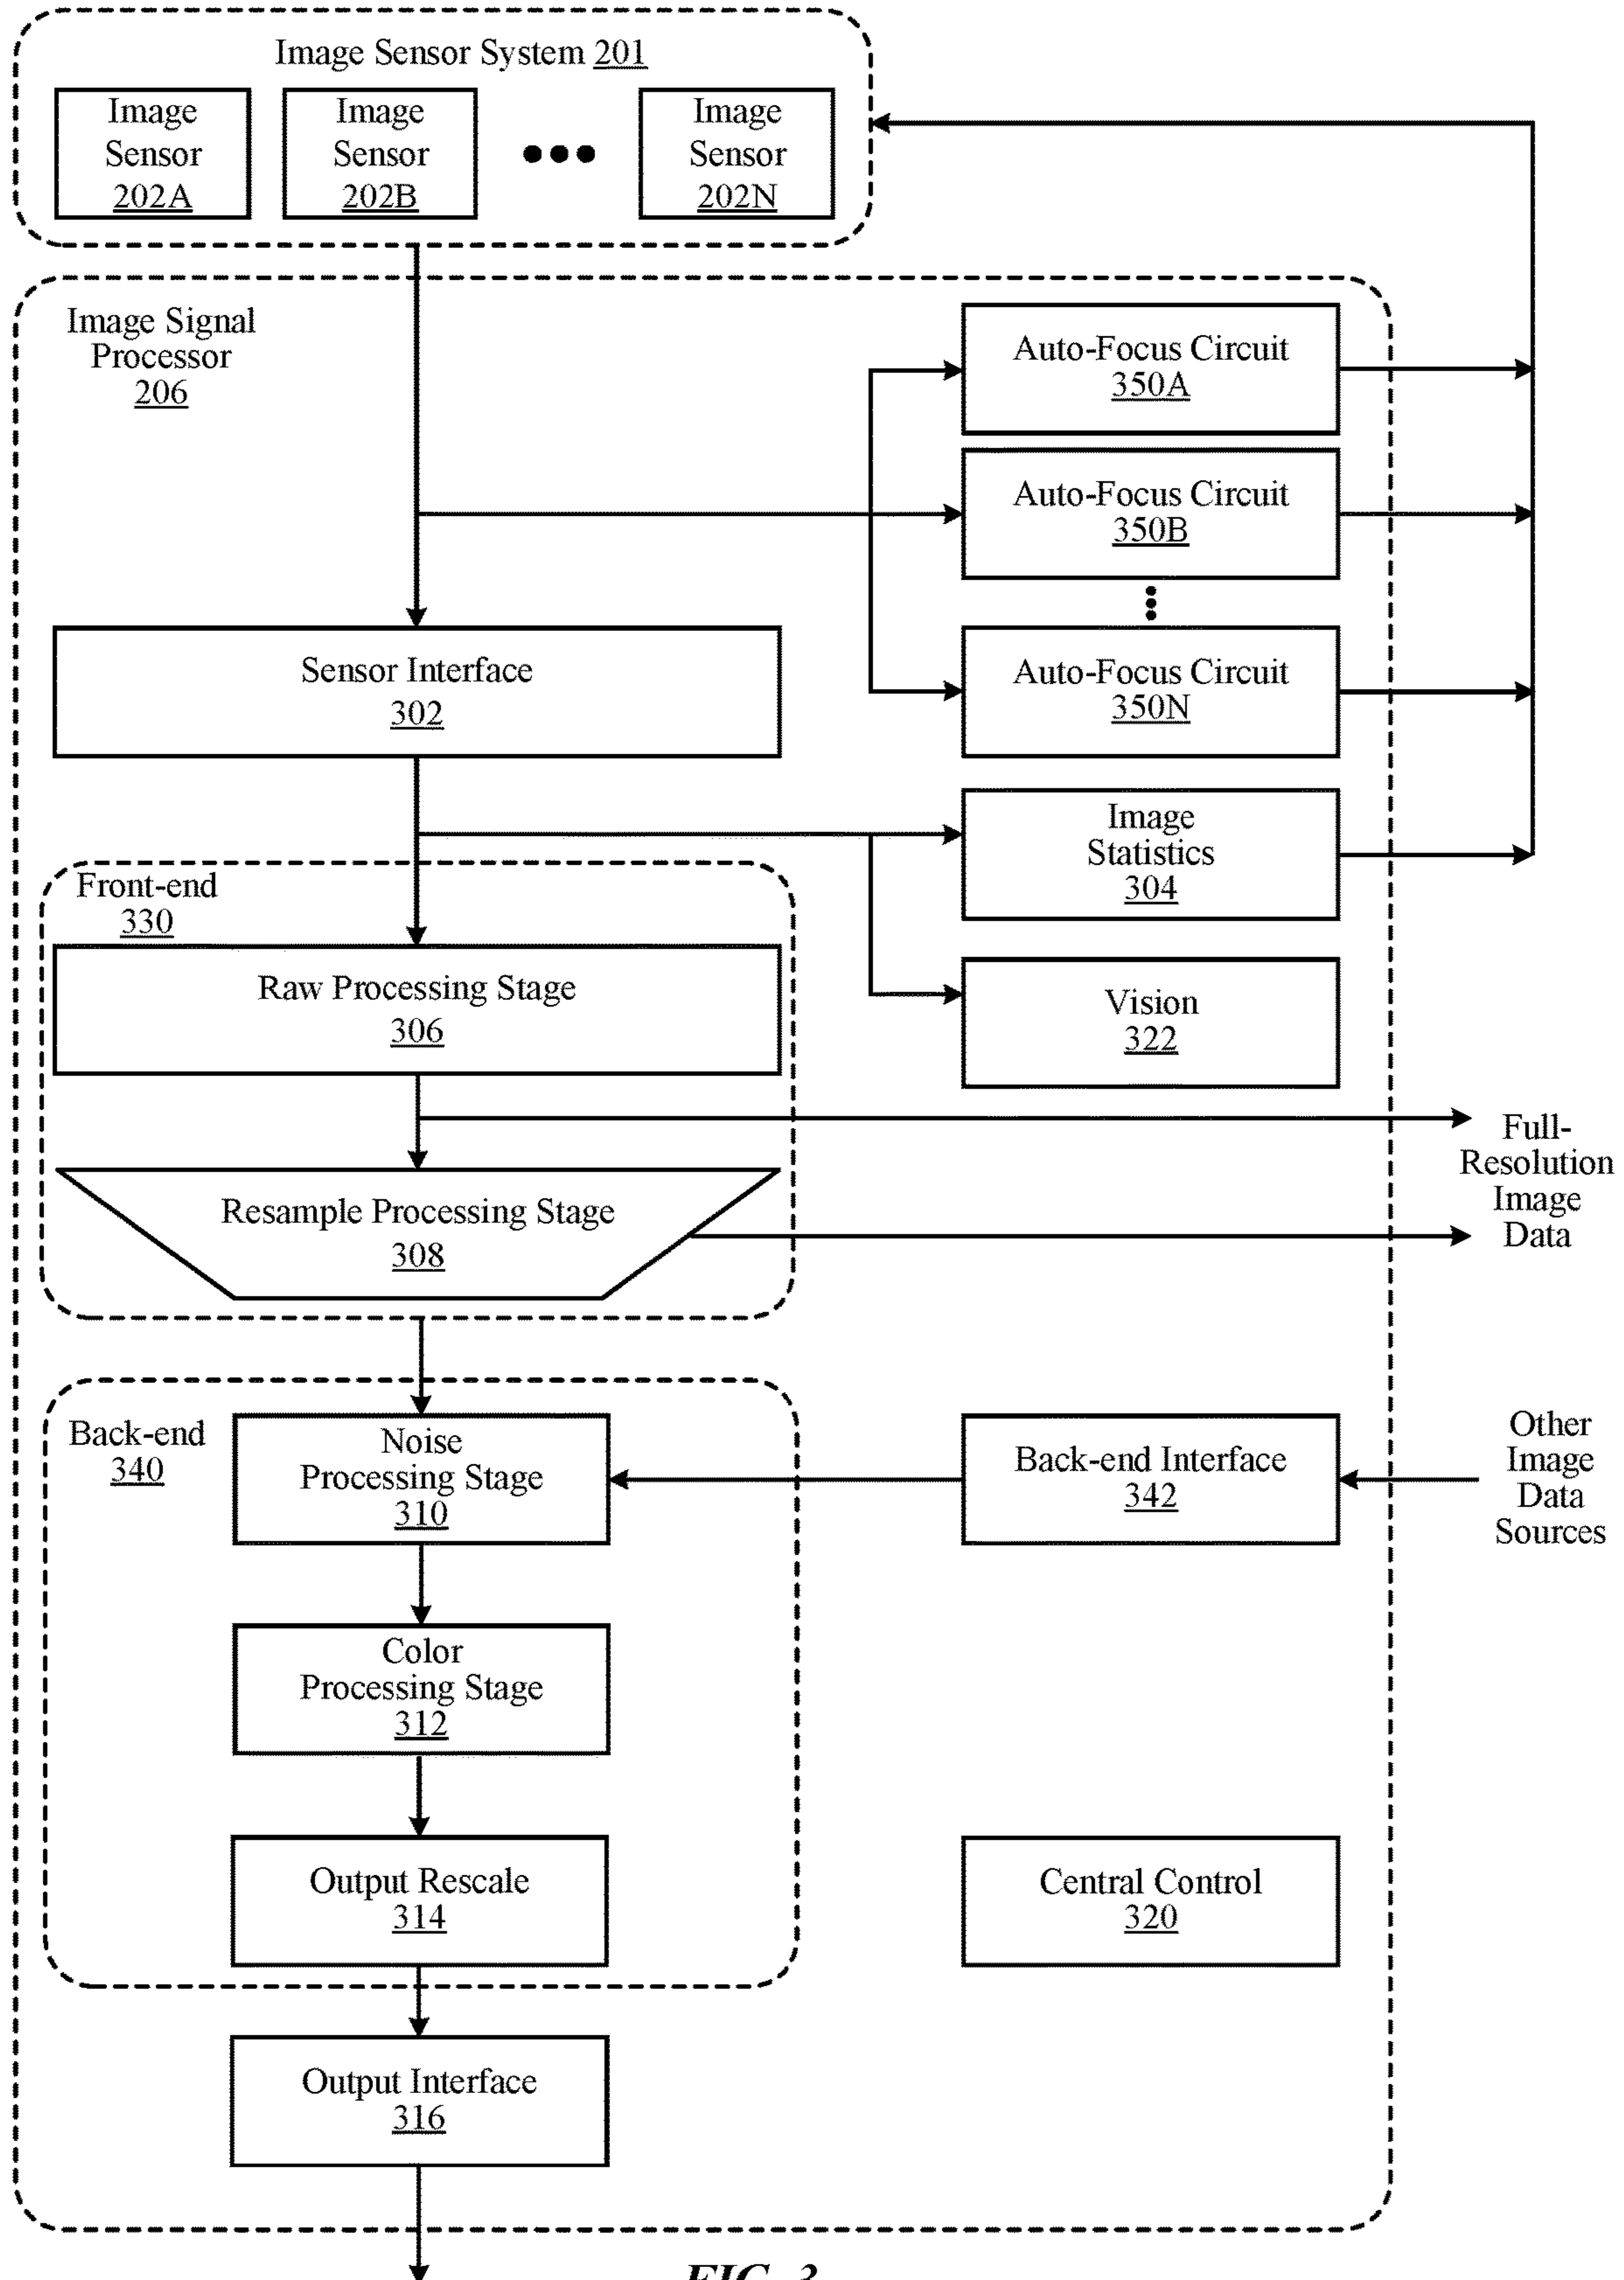 Image Sensor System 201
Image
Sensor
202A
Image
Sensor
202B
Image
Sensor
202N
Image Signal
Processor
206
Auto-Focus Circuit
350A
Auto-Focus Circuit
350B
Auto-Focus Circuit
350N
Sensor Interface
302
Image
Statistics
304
Front-end
330
Raw Processing Stage
306
Vision
322
Full-
Resolution
Image
Data
Resample Processing Stage
308
Back-end
340
Noise
Processing Stage
310
Back-end Interface
342
Other
Image
Data
Sources
Color
Processing Stage
312
Output Rescale
314
Central Control
320
Output Interface
316
FIG. 3